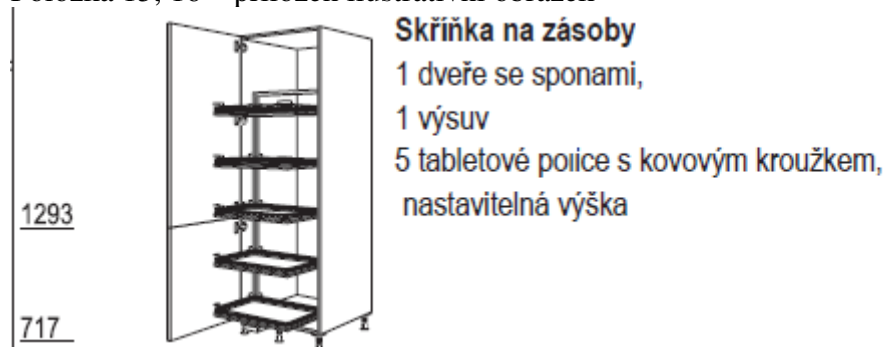 Skříňka na zásoby
1 dveře se sponami,
1 výsuv
5 tabletové police s kovovým kroužkem,
nastavitelná výška
1293
717